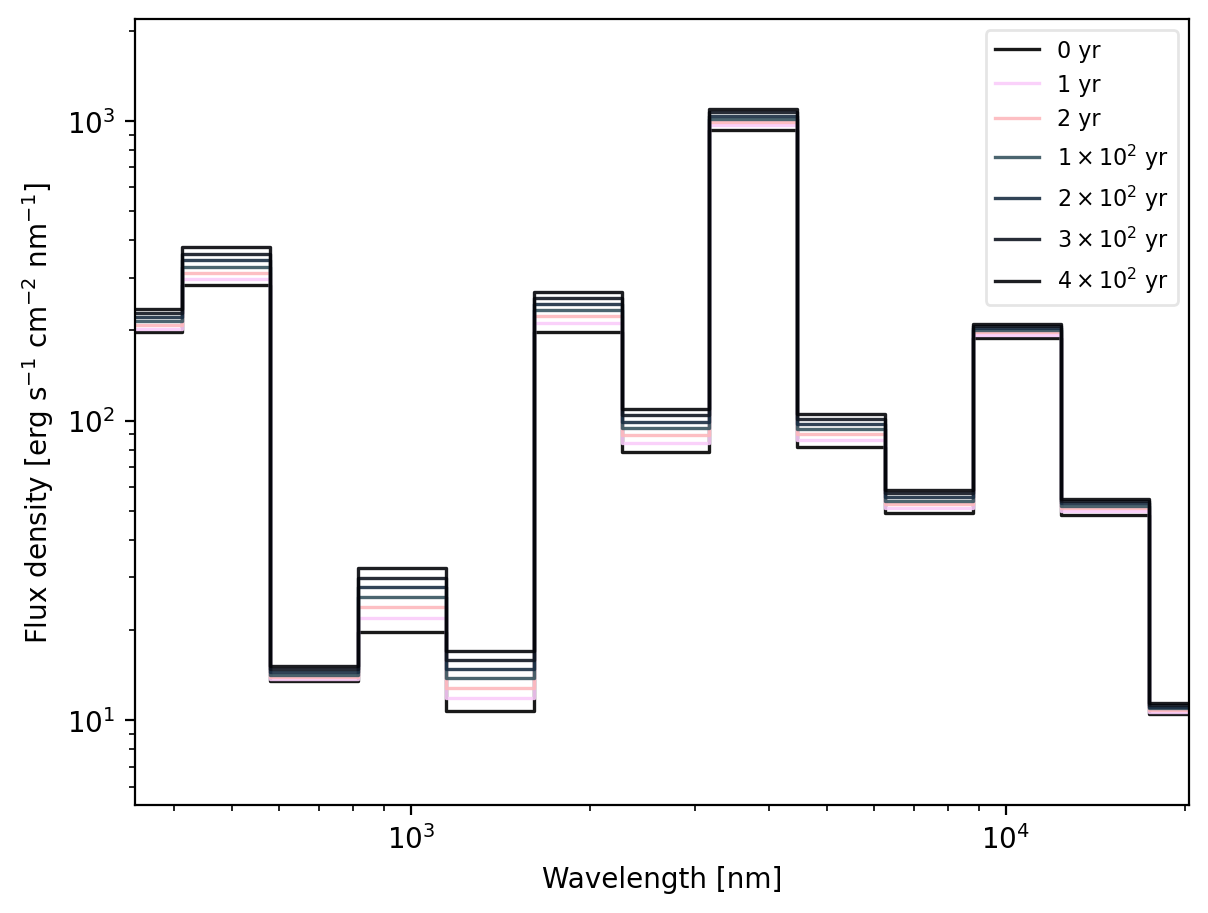 Flux density [erg s⁻¹ cm⁻² nm⁻¹]
10³
10²
10¹
0 yr
1 yr
2 yr
1 × 10² yr
2 × 10² yr
3 × 10² yr
4 × 10² yr
10³
10⁴
Wavelength [nm]